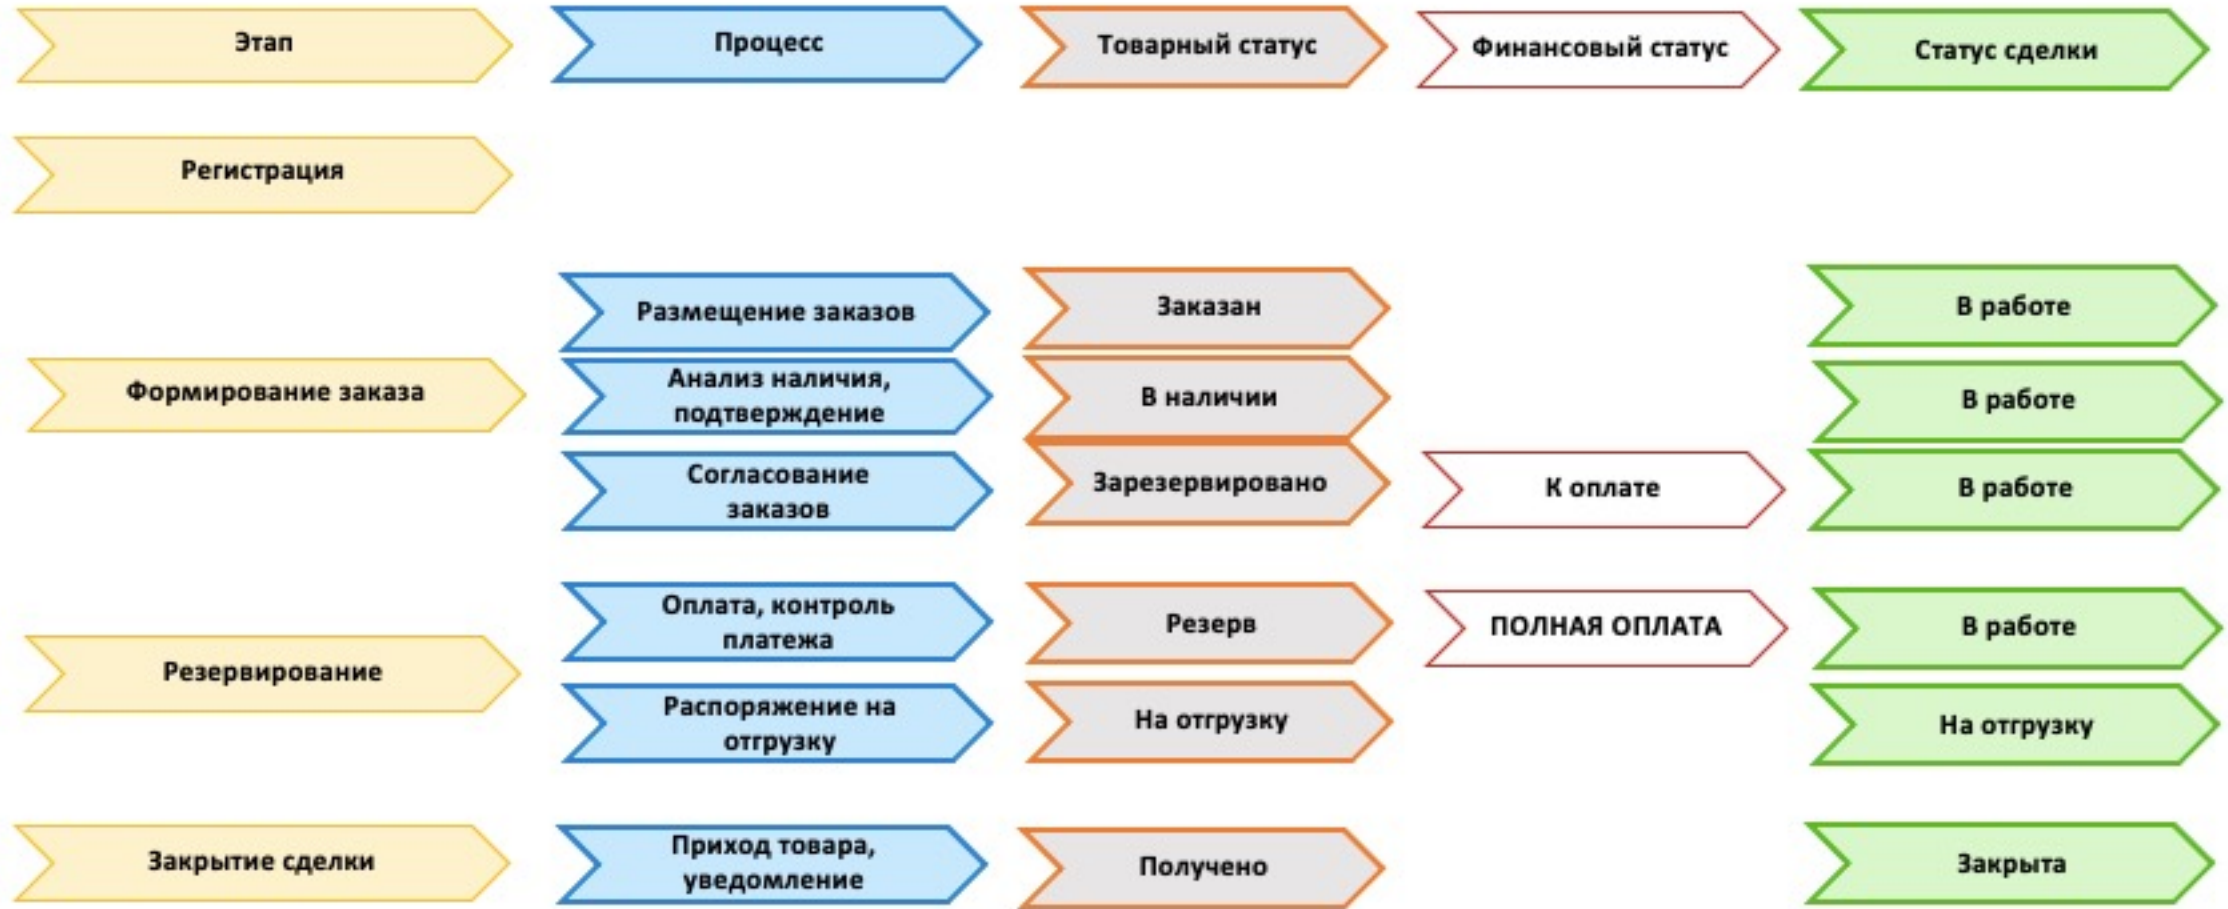 Этап
Процесс
Товарный статус
Финансовый статус
Статус сделки
Регистрация
Формирование заказа
Размещение заказов
Заказан
В работе
Анализ наличия,
подтверждение
В наличии
В работе
Согласование
заказов
Зарезервировано
К оплате
В работе
Резервирование
Оплата, контроль
платежа
Резерв
ПОЛНАЯ ОПЛАТА
В работе
Распоряжение на
отгрузку
На отгрузку
На отгрузку
Закрытие сделки
Приход товара,
уведомление
Получено
Закрыта